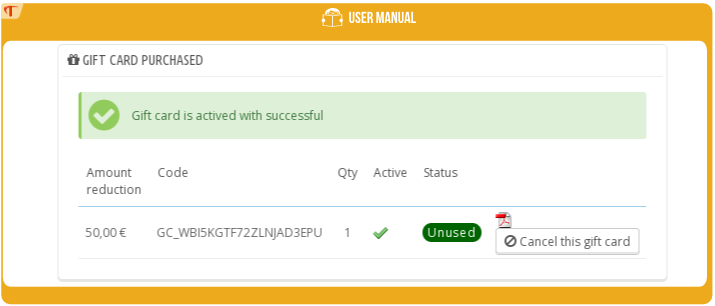 USER MANUAL
GIFT CARD PURCHASED
Gift card is actived with successful
Amount reduction Code Qty Active Status
50,00 € GC_WBI5KGTF72ZLNJAD3EPU 1 Unused
Cancel this gift card